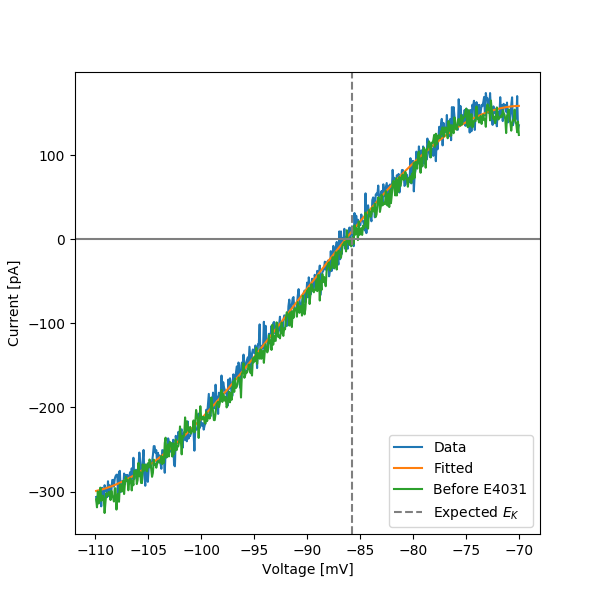 Current [pA]
100
0
−100
−200
−300
−110
−105
−100
−95
−90
−85
−80
−75
−70
Voltage [mV]
Data
Fitted
Before E4031
Expected E_K